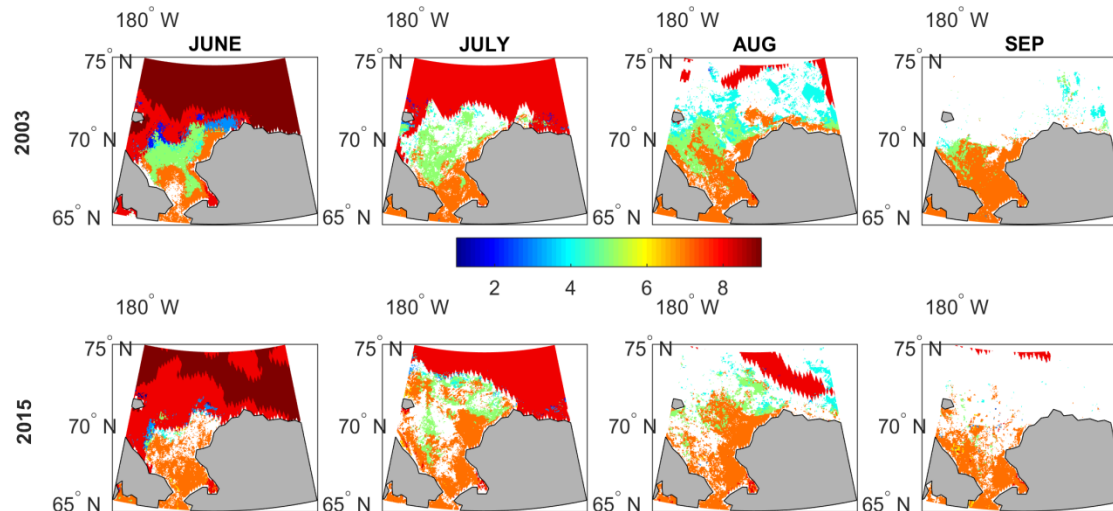 180° W 180° W 180° W 180° W
JUNE JULY AUG SEP
75° N 75° N 75° N 75° N
2003
70° N 70° N 70° N 70° N
65° N 65° N 65° N 65° N
2 4 6 8
180° W 180° W 180° W 180° W
75° N 75° N 75° N 75° N
2015
70° N 70° N 70° N 70° N
65° N 65° N 65° N 65° N